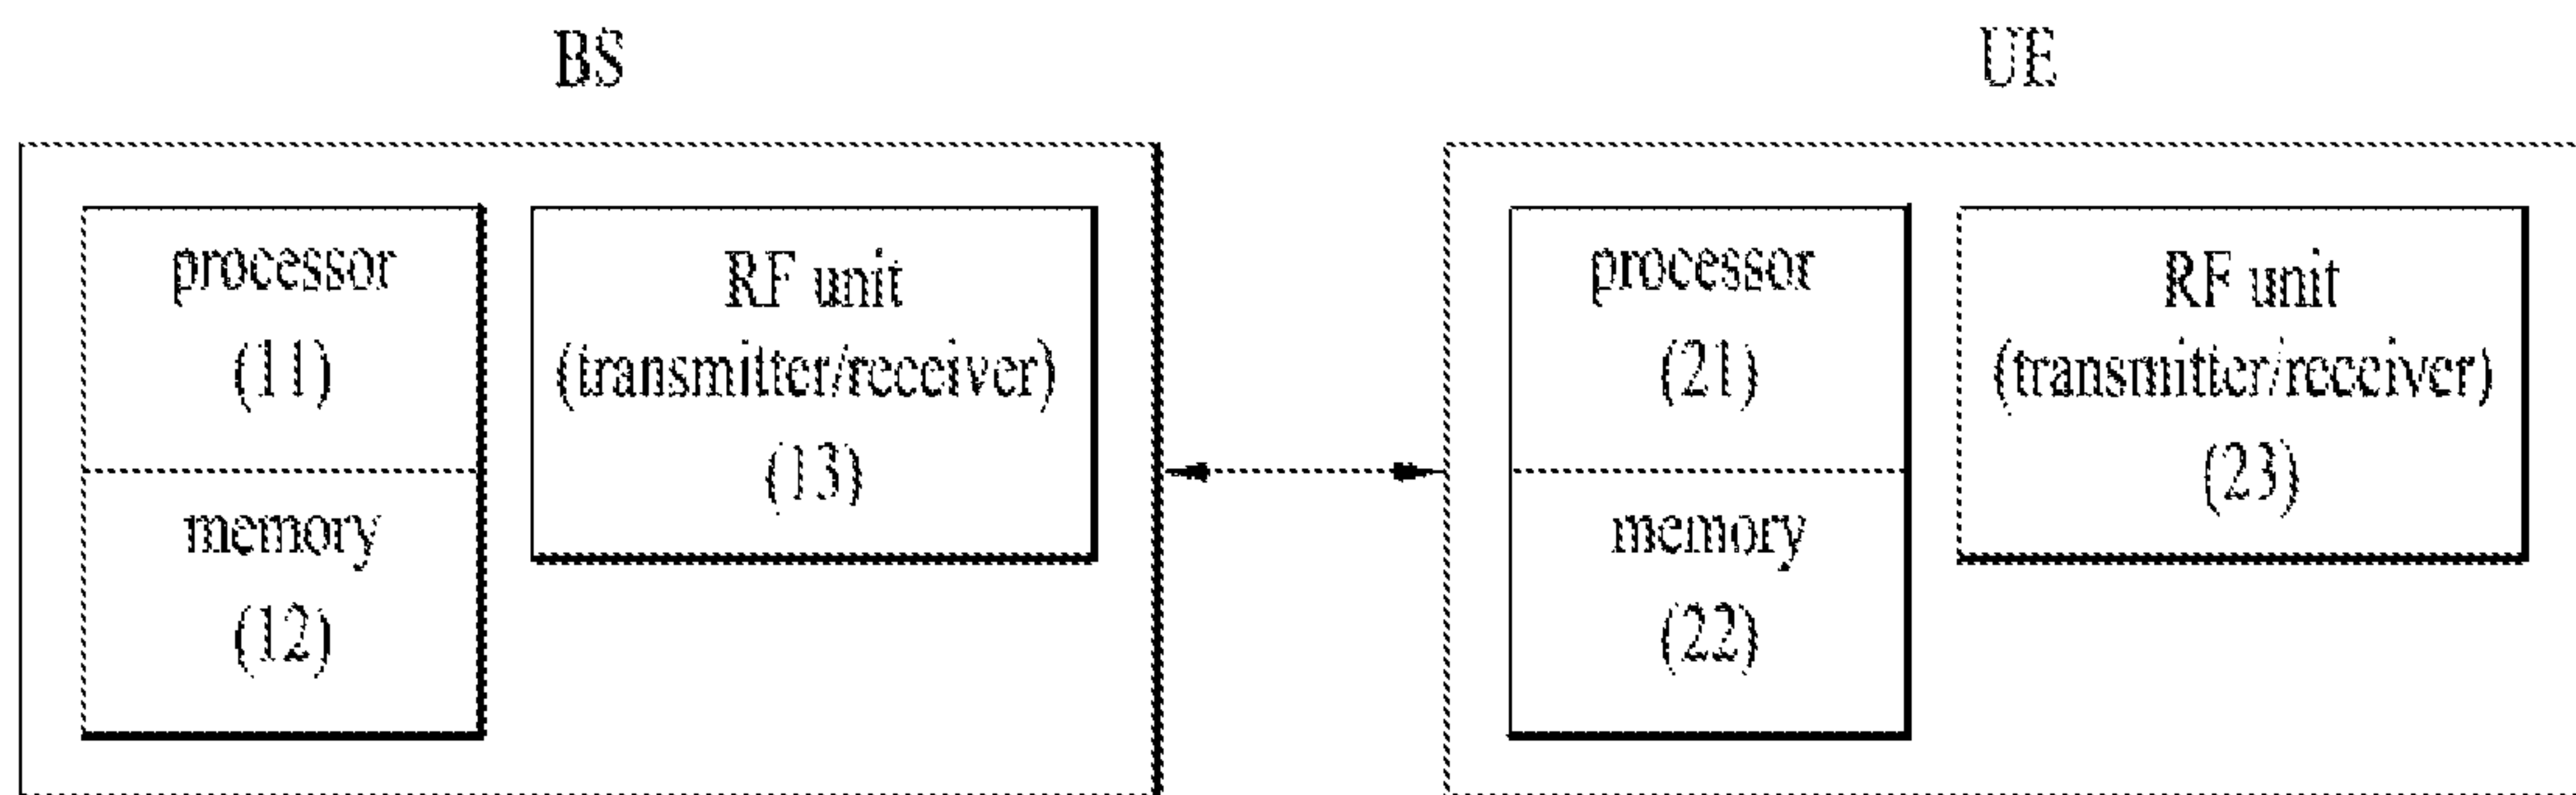 BS
UE
processor
(11)
memory
(12)
RF unit
(transmitter/receiver)
(13)
processor
(21)
memory
(22)
RF unit
(transmitter/receiver)
(23)